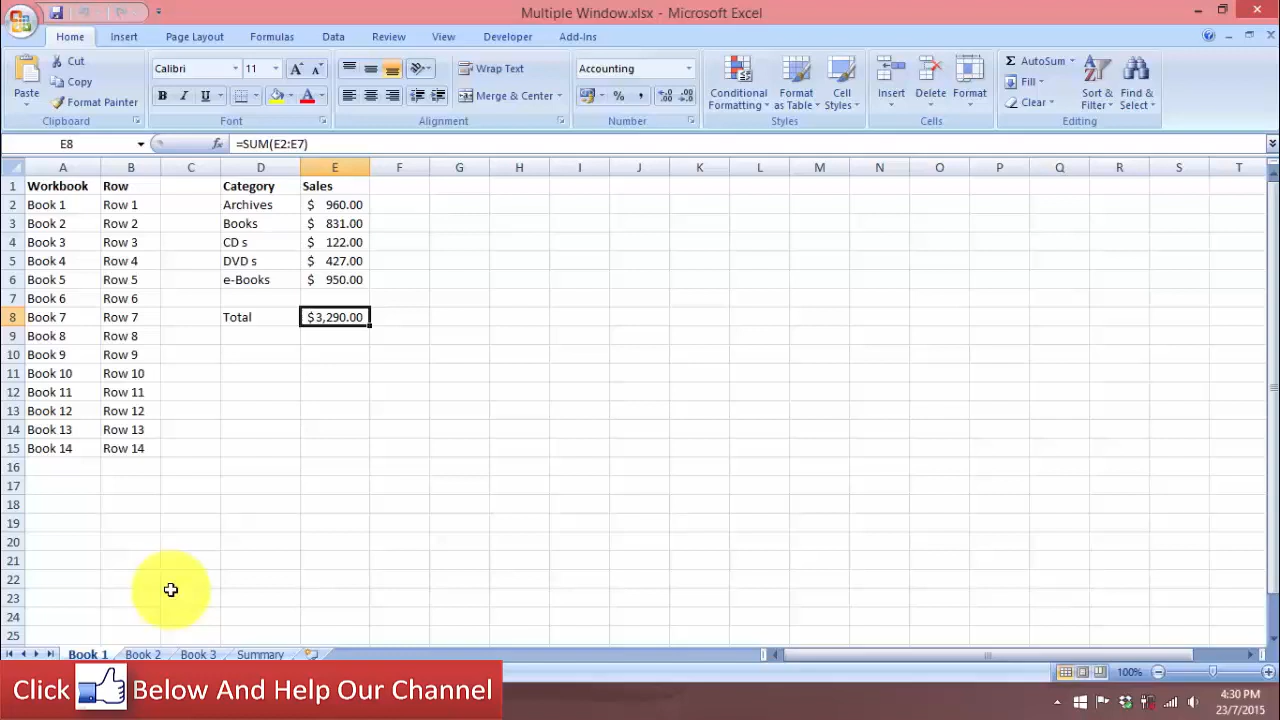 Multiple Window.xlsx - Microsoft Excel
Home Insert Page Layout Formulas Data Review View Developer Add-Ins
Cut
Copy
Format Painter
Paste
Clipboard
Calibri 11
B I U
Font
Wrap Text
Merge & Center
Alignment
Accounting
$ % ,
Number
Conditional Formatting
Format as Table
Cell Styles
Styles
Insert Delete Format
Cells
Σ AutoSum
Fill
Clear
Sort & Filter
Find & Select
Editing
E8 fx =SUM(E2:E7)
A B C D E F G H I J K L M N O P Q R S T
1 Workbook Row Category Sales
2 Book 1 Row 1 Archives $ 960.00
3 Book 2 Row 2 Books $ 831.00
4 Book 3 Row 3 CD s $ 122.00
5 Book 4 Row 4 DVD s $ 427.00
6 Book 5 Row 5 e-Books $ 950.00
7 Book 6 Row 6
8 Book 7 Row 7 Total $3,290.00
9 Book 8 Row 8
10 Book 9 Row 9
11 Book 10 Row 10
12 Book 11 Row 11
13 Book 12 Row 12
14 Book 13 Row 13
15 Book 14 Row 14
16
17
18
19
20
21
22
23
24
25
Book 1 Book 2 Book 3 Summary
100%
Click Below And Help Our Channel
4:30 PM
23/7/2015